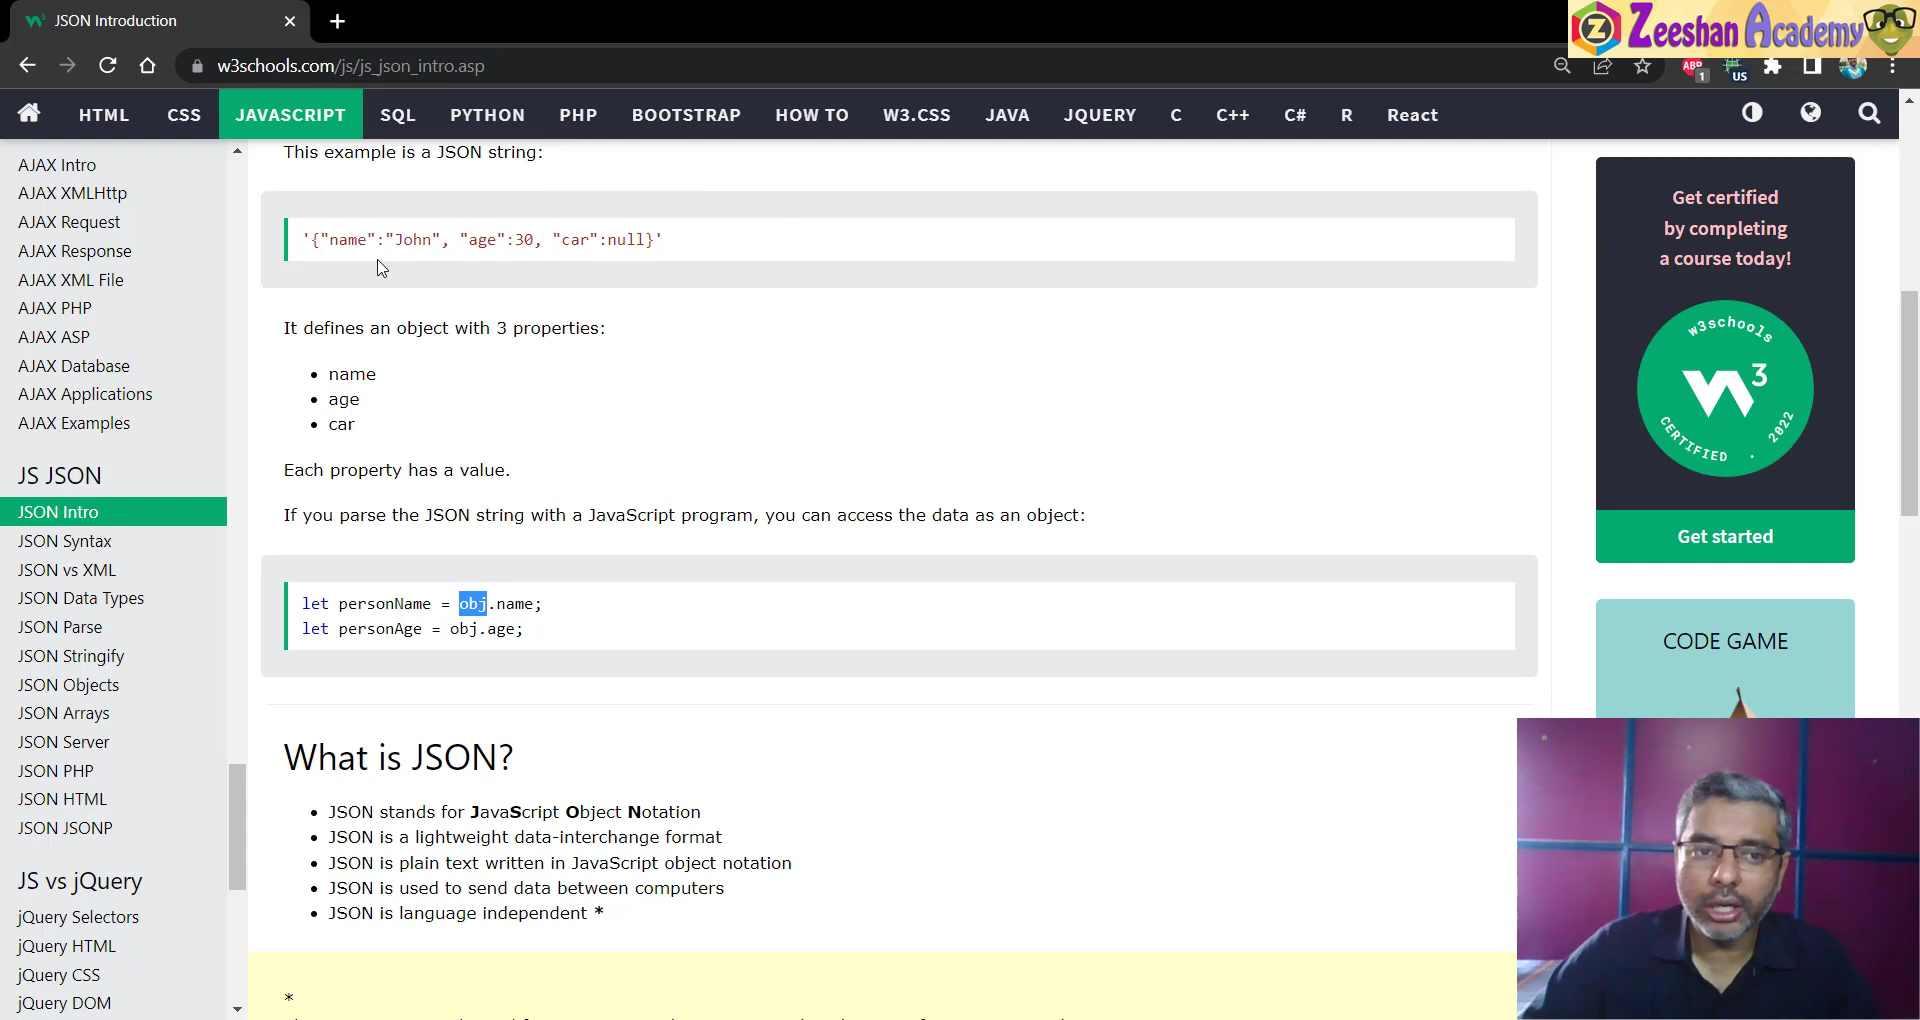 JSON Introduction
Zeeshan Academy
w3schools.com/js/js_json_intro.asp
ABP
1
US
HTML
CSS
JAVASCRIPT
SQL
PYTHON
PHP
BOOTSTRAP
HOW TO
W3.CSS
JAVA
JQUERY
C
C++
C#
R
React
AJAX Intro
AJAX XMLHttp
AJAX Request
AJAX Response
AJAX XML File
AJAX PHP
AJAX ASP
AJAX Database
AJAX Applications
AJAX Examples
JS JSON
JSON Intro
JSON Syntax
JSON vs XML
JSON Data Types
JSON Parse
JSON Stringify
JSON Objects
JSON Arrays
JSON Server
JSON PHP
JSON HTML
JSON JSONP
JS vs jQuery
jQuery Selectors
jQuery HTML
jQuery CSS
jQuery DOM
This example is a JSON string:
'{"name":"John", "age":30, "car":null}'
It defines an object with 3 properties:
• name
• age
• car
Each property has a value.
If you parse the JSON string with a JavaScript program, you can access the data as an object:
let personName = obj.name;
let personAge = obj.age;
What is JSON?
• JSON stands for JavaScript Object Notation
• JSON is a lightweight data-interchange format
• JSON is plain text written in JavaScript object notation
• JSON is used to send data between computers
• JSON is language independent *
*
Get certified
by completing
a course today!
w3schools
W3
CERTIFIED . 2022
Get started
CODE GAME